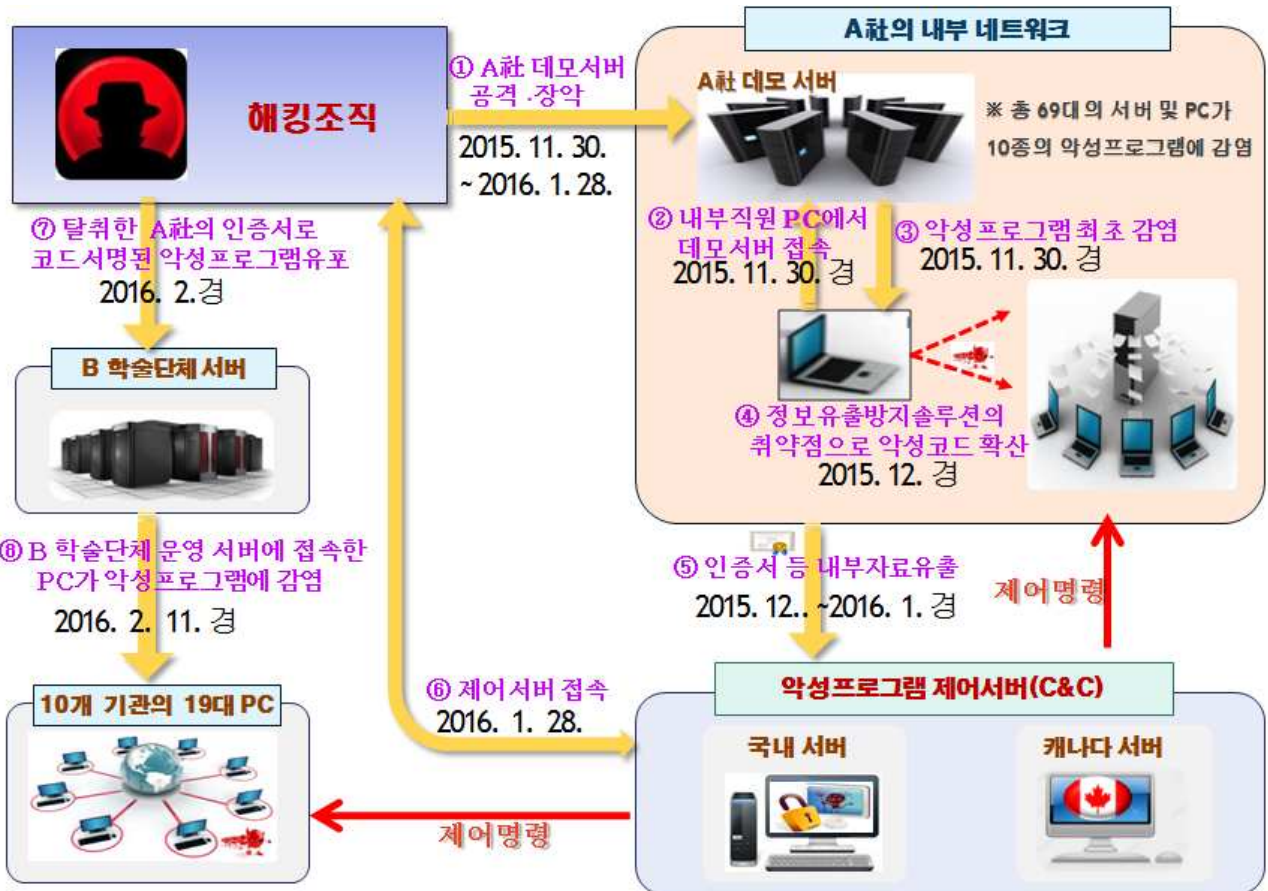 해킹조직
① A社 데모서버
공격 ·장악
2015. 11. 30.
~ 2016. 1. 28.
A社의 내부 네트워크
A社 데모 서버
※ 총 69대의 서버 및 PC가
10종의 악성프로그램에 감염
② 내부직원 PC에서
데모서버 접속
2015. 11. 30. 경
③ 악성프로그램 최초 감염
2015. 11. 30. 경
④ 정보유출방지솔루션의
취약점으로 악성코드 확산
2015. 12. 경
⑤ 인증서 등 내부자료유출
2015. 12.. ~2016. 1. 경
제어명령
⑥ 제어서버 접속
2016. 1. 28.
악성프로그램 제어서버(C&C)
국내 서버
캐나다 서버
⑦ 탈취한 A社의 인증서로
코드서명된 악성프로그램유포
2016. 2.경
B 학술단체 서버
⑧ B 학술단체 운영 서버에 접속한
PC가 악성프로그램에 감염
2016. 2. 11. 경
10개 기관의 19대 PC
제어명령